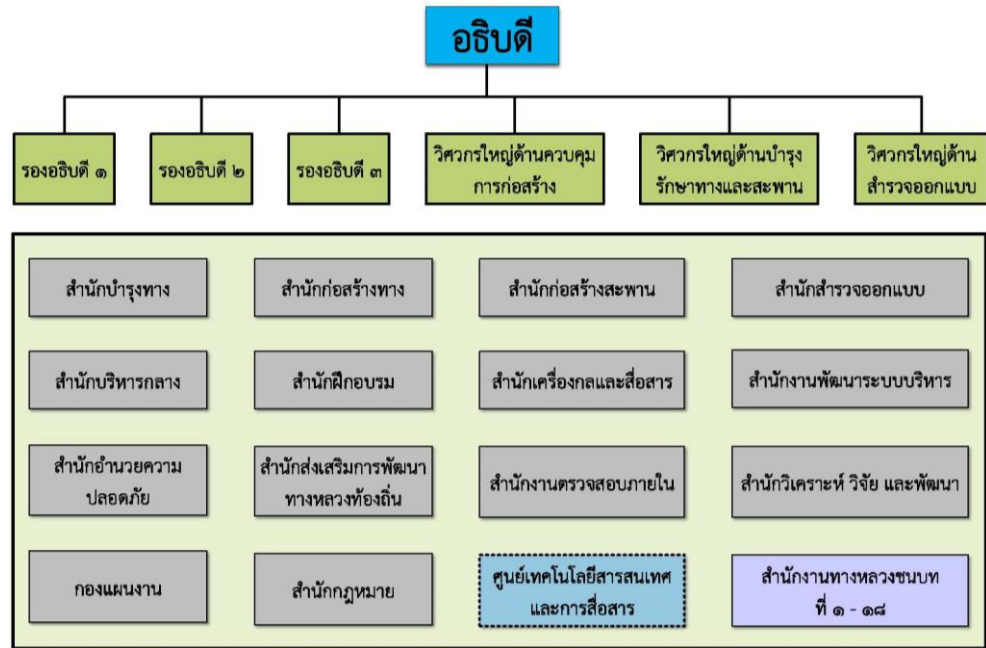 อธิบดี
รองอธิบดี ๑
รองอธิบดี ๒
รองอธิบดี ๓
วิศวกรใหญ่ด้านควบคุม
การก่อสร้าง
วิศวกรใหญ่ด้านบำรุง
รักษาทางและสะพาน
วิศวกรใหญ่ด้าน
สำรวจออกแบบ
สำนักบำรุงทาง
สำนักก่อสร้างทาง
สำนักก่อสร้างสะพาน
สำนักสำรวจออกแบบ
สำนักบริหารกลาง
สำนักฝึกอบรม
สำนักเครื่องกลและสื่อสาร
สำนักงานพัฒนาระบบบริหาร
สำนักอำนวยความ
ปลอดภัย
สำนักส่งเสริมการพัฒนา
ทางหลวงท้องถิ่น
สำนักงานตรวจสอบภายใน
สำนักวิเคราะห์ วิจัย และพัฒนา
กองแผนงาน
สำนักกฎหมาย
ศูนย์เทคโนโลยีสารสนเทศ
และการสื่อสาร
สำนักงานทางหลวงชนบท
ที่ ๑ - ๑๘